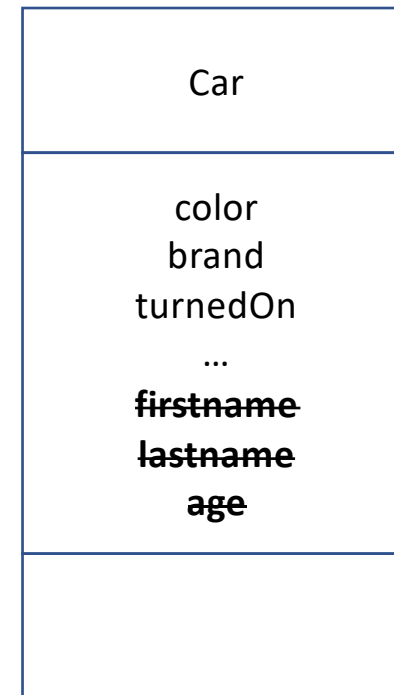 Car
color
brand
turnedOn
...
firstname
lastname
age